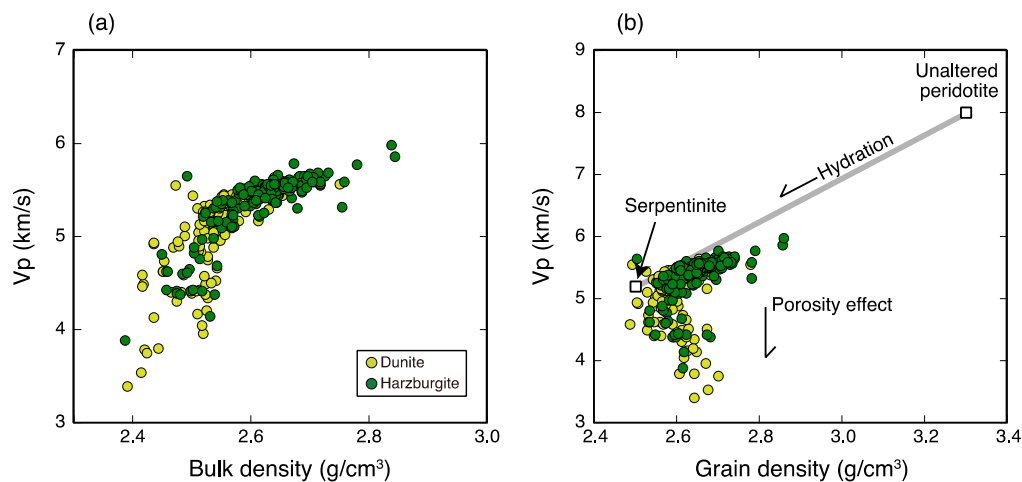 (a)
7
6
5
4
3
Vp (km/s)
2.4
2.6
2.8
3.0
Bulk density (g/cm³)
Dunite
Harzburgite
(b)
9
8
7
6
5
4
3
Vp (km/s)
2.4
2.6
2.8
3.0
3.2
3.4
Grain density (g/cm³)
Unaltered
peridotite
Hydration
Serpentinite
Porosity effect